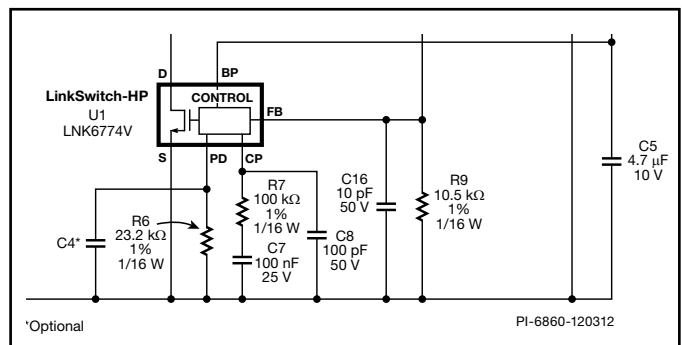 D
BP
LinkSwitch-HP
U1
LNK6774V
CONTROL
FB
S
PD
CP
C5
4.7 µF
10 V
C16
10 pF
50 V
R9
10.5 kΩ
1%
1/16 W
R7
100 kΩ
1%
1/16 W
R6
23.2 kΩ
1%
1/16 W
C4*
C7
100 nF
25 V
C8
100 pF
50 V
*Optional
PI-6860-120312